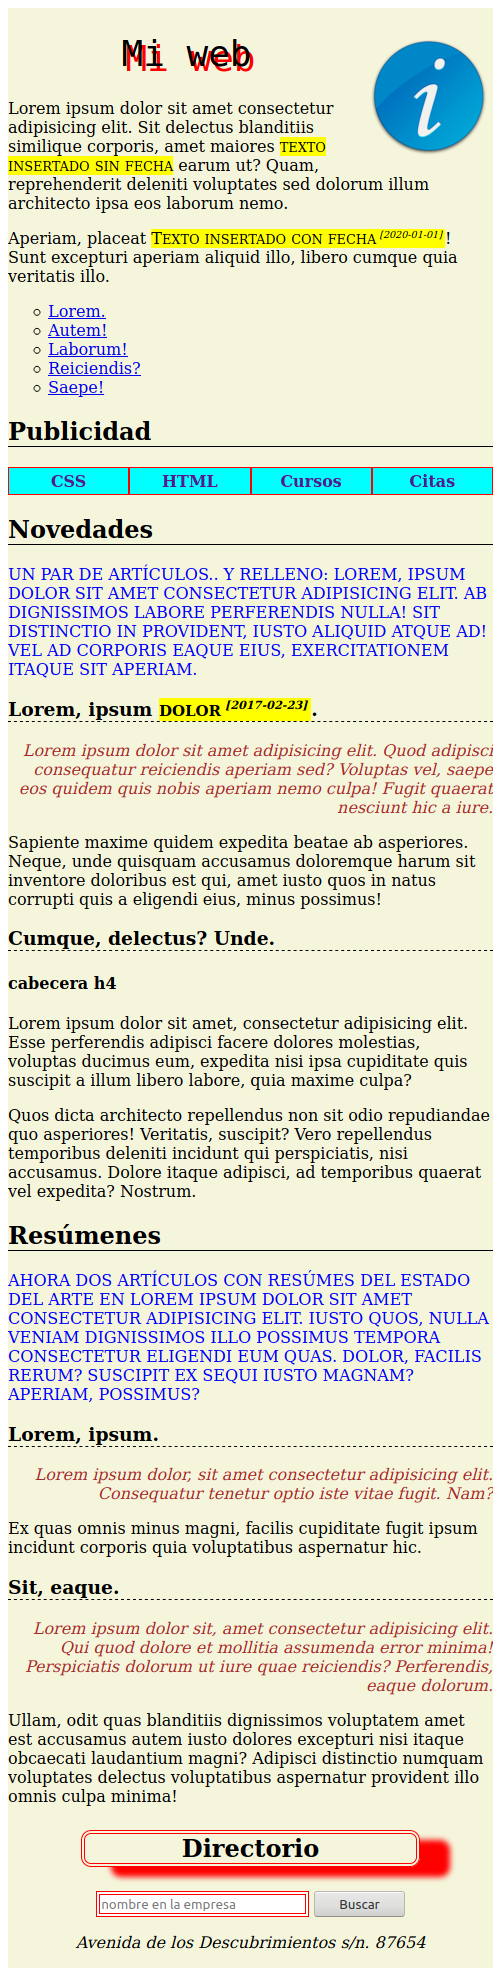 Mi web
i
Lorem ipsum dolor sit amet consectetur
adipisicing elit. Sit delectus blanditiis
similique corporis, amet maiores TEXTO
INSERTADO SIN FECHA earum ut? Quam,
reprehenderit deleniti voluptates sed dolorum illum
architecto ipsa eos laborum nemo.
Aperiam, placeat TEXTO INSERTADO CON FECHA [2020-01-01]!
Sunt excepturi aperiam aliquid illo, libero cumque quia
veritatis illo.
Lorem.
Autem!
Laborum!
Reiciendis?
Saepe!
Publicidad
CSS HTML Cursos Citas
Novedades
UN PAR DE ARTÍCULOS.. Y RELLENO: LOREM, IPSUM
DOLOR SIT AMET CONSECTETUR ADIPISICING ELIT. AB
DIGNISSIMOS LABORE PERFERENDIS NULLA! SIT
DISTINCTIO IN PROVIDENT, IUSTO ALIQUID ATQUE AD!
VEL AD CORPORIS EAQUE EIUS, EXERCITATIONEM
ITAQUE SIT APERIAM.
Lorem, ipsum DOLOR [2017-02-23].
Lorem ipsum dolor sit amet adipisicing elit. Quod adipisci
consequatur reiciendis aperiam sed? Voluptas vel, saepe
eos quidem quis nobis aperiam nemo culpa! Fugit quaerat
nesciunt hic a iure.
Sapiente maxime quidem expedita beatae ab asperiores.
Neque, unde quisquam accusamus doloremque harum sit
inventore doloribus est qui, amet iusto quos in natus
corrupti quis a eligendi eius, minus possimus!
Cumque, delectus? Unde.
cabecera h4
Lorem ipsum dolor sit amet, consectetur adipisicing elit.
Esse perferendis adipisci facere dolores molestias,
voluptas ducimus eum, expedita nisi ipsa cupiditate quis
suscipit a illum libero labore, quia maxime culpa?
Quos dicta architecto repellendus non sit odio repudiandae
quo asperiores! Veritatis, suscipit? Vero repellendus
temporibus deleniti incidunt qui perspiciatis, nisi
accusamus. Dolore itaque adipisci, ad temporibus quaerat
vel expedita? Nostrum.
Resúmenes
AHORA DOS ARTÍCULOS CON RESÚMES DEL ESTADO
DEL ARTE EN LOREM IPSUM DOLOR SIT AMET
CONSECTETUR ADIPISICING ELIT. IUSTO QUOS, NULLA
VENIAM DIGNISSIMOS ILLO POSSIMUS TEMPORA
CONSECTETUR ELIGENDI EUM QUAS. DOLOR, FACILIS
RERUM? SUSCIPIT EX SEQUI IUSTO MAGNAM?
APERIAM, POSSIMUS?
Lorem, ipsum.
Lorem ipsum dolor, sit amet consectetur adipisicing elit.
Consequatur tenetur optio iste vitae fugit. Nam?
Ex quas omnis minus magni, facilis cupiditate fugit ipsum
incidunt corporis quia voluptatibus aspernatur hic.
Sit, eaque.
Lorem ipsum dolor sit, amet consectetur adipisicing elit.
Qui quod dolore et mollitia assumenda error minima!
Perspiciatis dolorum ut iure quae reiciendis? Perferendis,
eaque dolorum.
Ullam, odit quas blanditiis dignissimos voluptatem amet
est accusamus autem iusto dolores excepturi nisi itaque
obcaecati laudantium magni? Adipisci distinctio numquam
voluptates delectus voluptatibus aspernatur provident illo
omnis culpa minima!
Directorio
nombre en la empresa Buscar
Avenida de los Descubrimientos s/n. 87654